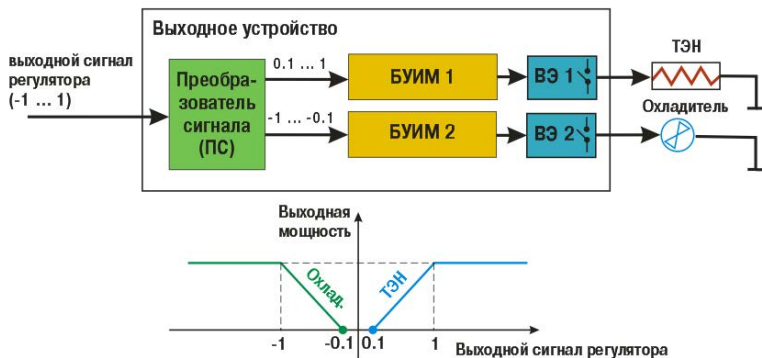 Выходное устройство
выходной сигнал
регулятора
(-1 ... 1)
Преобра-
зователь
сигнала
(ПС)
0.1 ... 1
-1 ... -0.1
БУИМ 1
БУИМ 2
ВЭ 1
ВЭ 2
ТЭН
Охладитель
Выходная
мощность
Охлад.
ТЭН
-1
-0.1
0.1
1
Выходной сигнал регулятора